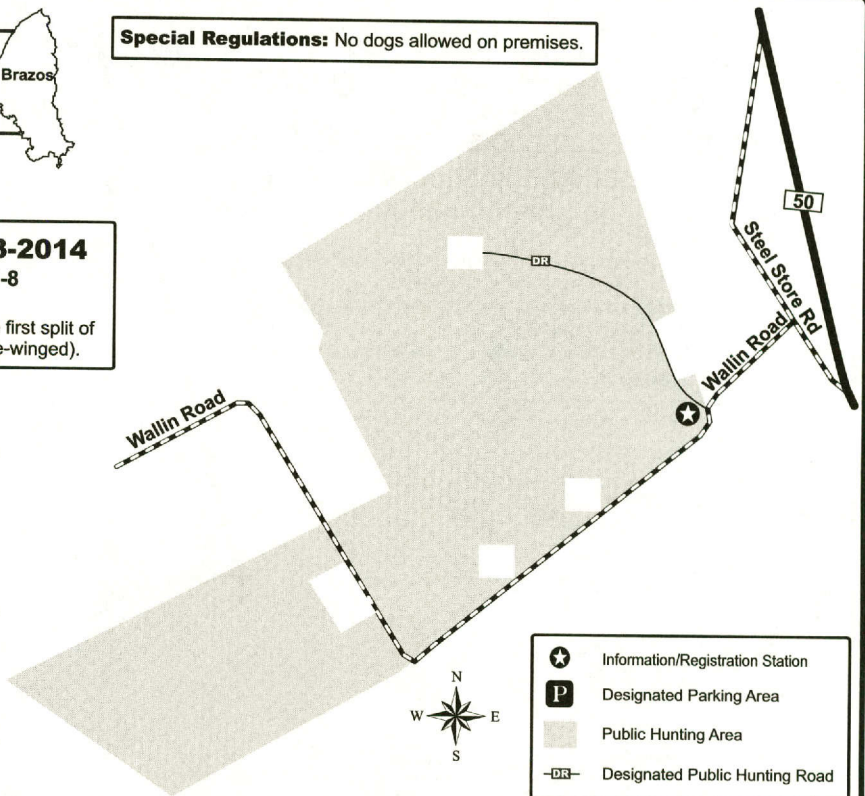 Special Regulations: No dogs allowed on premises.
Brazos
-2014
-8
first split of
-winged).
50
Steel Store Rd
Wallin Road
DR
Wallin Road
N
W E
S
Information/Registration Station
P Designated Parking Area
Public Hunting Area
DR Designated Public Hunting Road